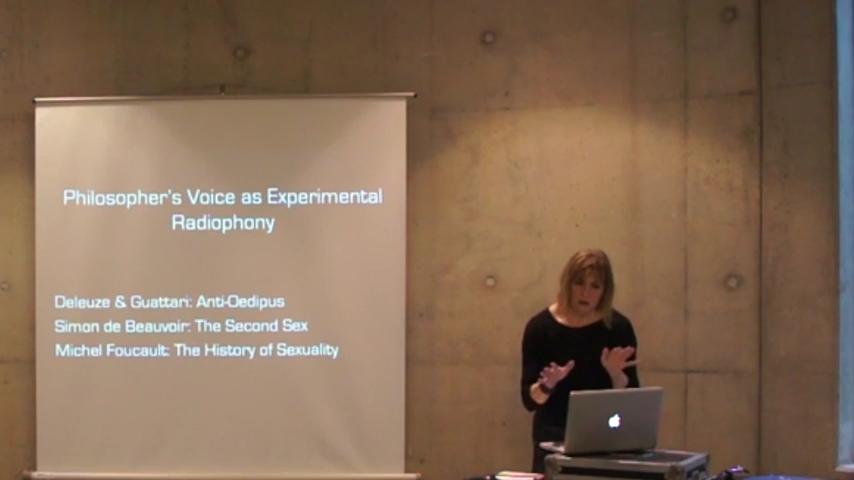 Philosopher's Voice as Experimental
Radiophony
Deleuze & Guattari: Anti-Oedipus
Simon de Beauvoir: The Second Sex
Michel Foucault: The History of Sexuality